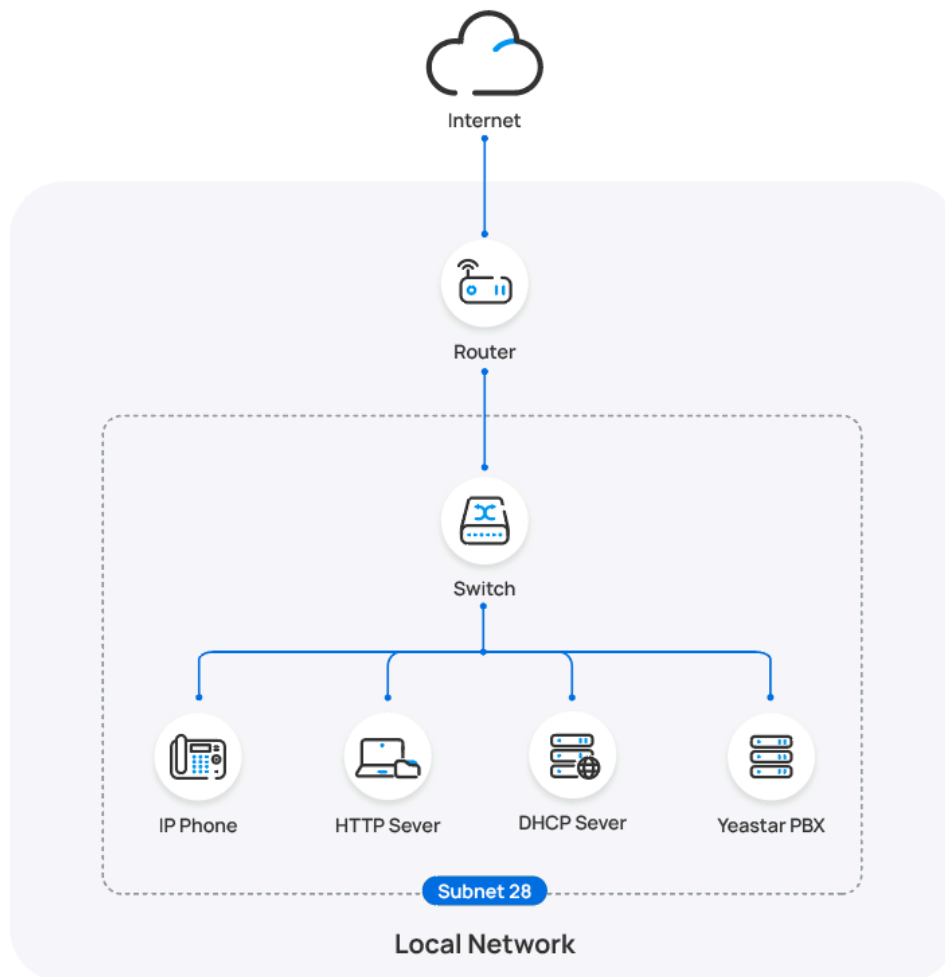 Internet
Router
Switch
IP Phone
HTTP Sever
DHCP Sever
Yeastar PBX
Subnet 28
Local Network